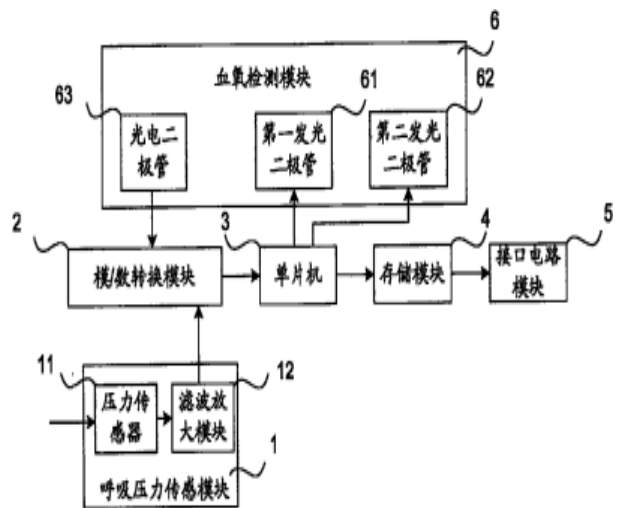 6
血氧检测模块
63
61
62
光电二
极管
第一发光
二极管
第二发光
二极管
2
3
4
5
模/数转换模块
单片机
存储模块
接口电路
模块
11
12
压力传
感器
滤波放
大模块
1
呼吸压力传感模块